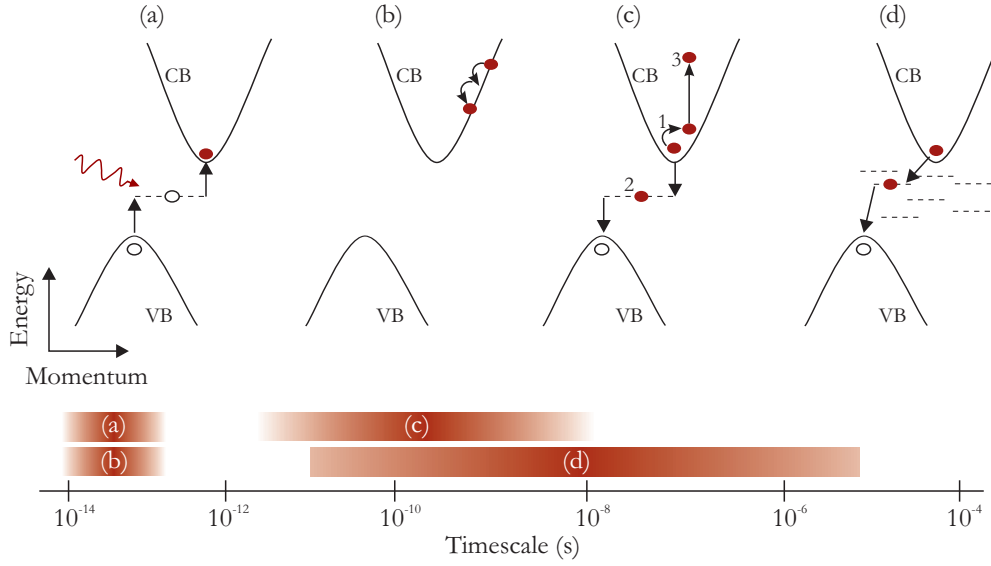 (a) (b) (c) (d)
CB CB CB CB
3
1
2
VB VB VB VB
Energy
Momentum
(a) (c)
(b) (d)
10^-14 10^-12 10^-10 10^-8 10^-6 10^-4
Timescale (s)